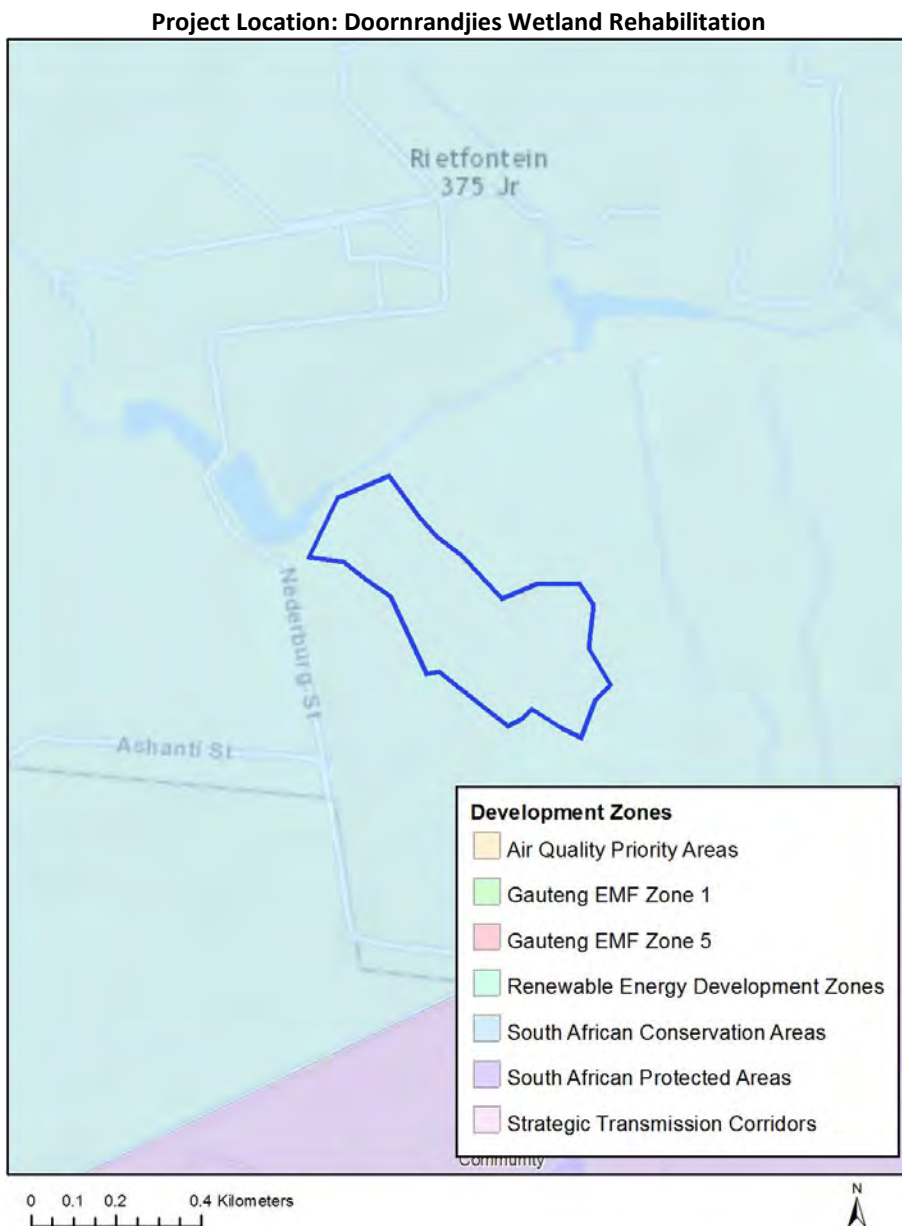 Project Location: Doornrandjies Wetland Rehabilitation
Rietfontein
375 Jr
Nederburg St
Ashanti St
Development Zones
Air Quality Priority Areas
Gauteng EMF Zone 1
Gauteng EMF Zone 5
Renewable Energy Development Zones
South African Conservation Areas
South African Protected Areas
Strategic Transmission Corridors
Community
0 0.1 0.2 0.4 Kilometers
N